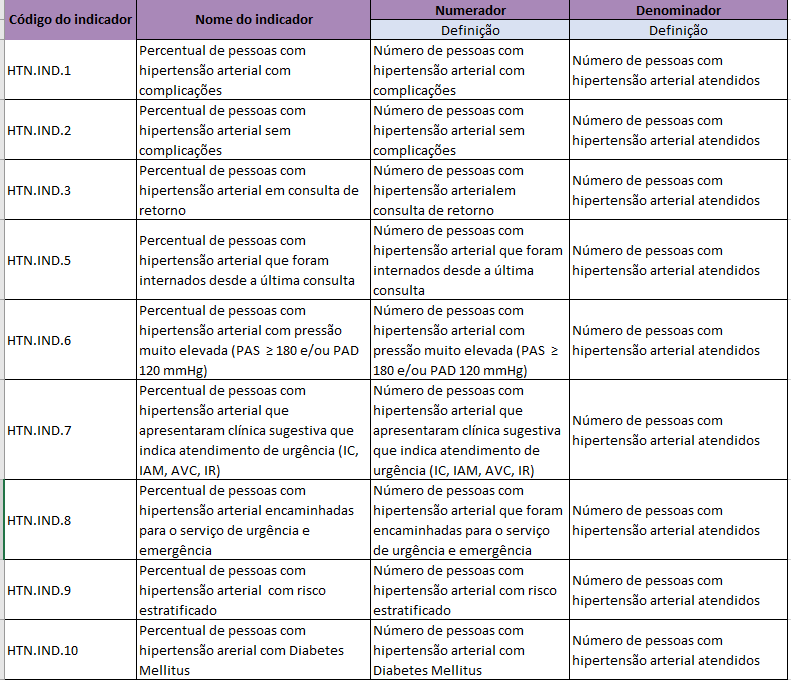 Código do indicador
Nome do indicador
Numerador
Denominador
Definição
Definição
HTN.IND.1
Percentual de pessoas com
hipertensão arterial com
complicações
Número de pessoas com
hipertensão arterial com
complicações
Número de pessoas com
hipertensão arterial atendidos
HTN.IND.2
Percentual de pessoas com
hipertensão arterial sem
complicações
Número de pessoas com
hipertensão arterial sem
complicações
Número de pessoas com
hipertensão arterial atendidos
HTN.IND.3
Percentual de pessoas com
hipertensão arterial em consulta de
retorno
Número de pessoas com
hipertensão arterialem
consulta de retorno
Número de pessoas com
hipertensão arterial atendidos
HTN.IND.5
Percentual de pessoas com
hipertensão arterial que foram
internados desde a última consulta
Número de pessoas com
hipertensão arterial que foram
internados desde a última
consulta
Número de pessoas com
hipertensão arterial atendidos
HTN.IND.6
Percentual de pessoas com
hipertensão arterial com pressão
muito elevada (PAS ≥ 180 e/ou PAD
120 mmHg)
Número de pessoas com
hipertensão arterial com
pressão muito elevada (PAS ≥
180 e/ou PAD 120 mmHg)
Número de pessoas com
hipertensão arterial atendidos
HTN.IND.7
Percentual de pessoas com
hipertensão arterial que
apresentaram clínica sugestiva que
indica atendimento de urgência (IC,
IAM, AVC, IR)
Número de pessoas com
hipertensão arterial que
apresentaram clínica sugestiva
que indica atendimento de
urgência (IC, IAM, AVC, IR)
Número de pessoas com
hipertensão arterial atendidos
HTN.IND.8
Percentual de pessoas com
hipertensão arterial encaminhadas
para o serviço de urgência e
emergência
Número de pessoas com
hipertensão arterial que foram
encaminhadas para o serviço
de urgência e emergência
Número de pessoas com
hipertensão arterial atendidos
HTN.IND.9
Percentual de pessoas com
hipertensão arterial com risco
estratificado
Número de pessoas com
hipertensão arterial com risco
estratificado
Número de pessoas com
hipertensão arterial atendidos
HTN.IND.10
Percentual de pessoas com
hipertensão arerial com Diabetes
Mellitus
Número de pessoas com
hipertensão arterial com
Diabetes Mellitus
Número de pessoas com
hipertensão arterial atendidos